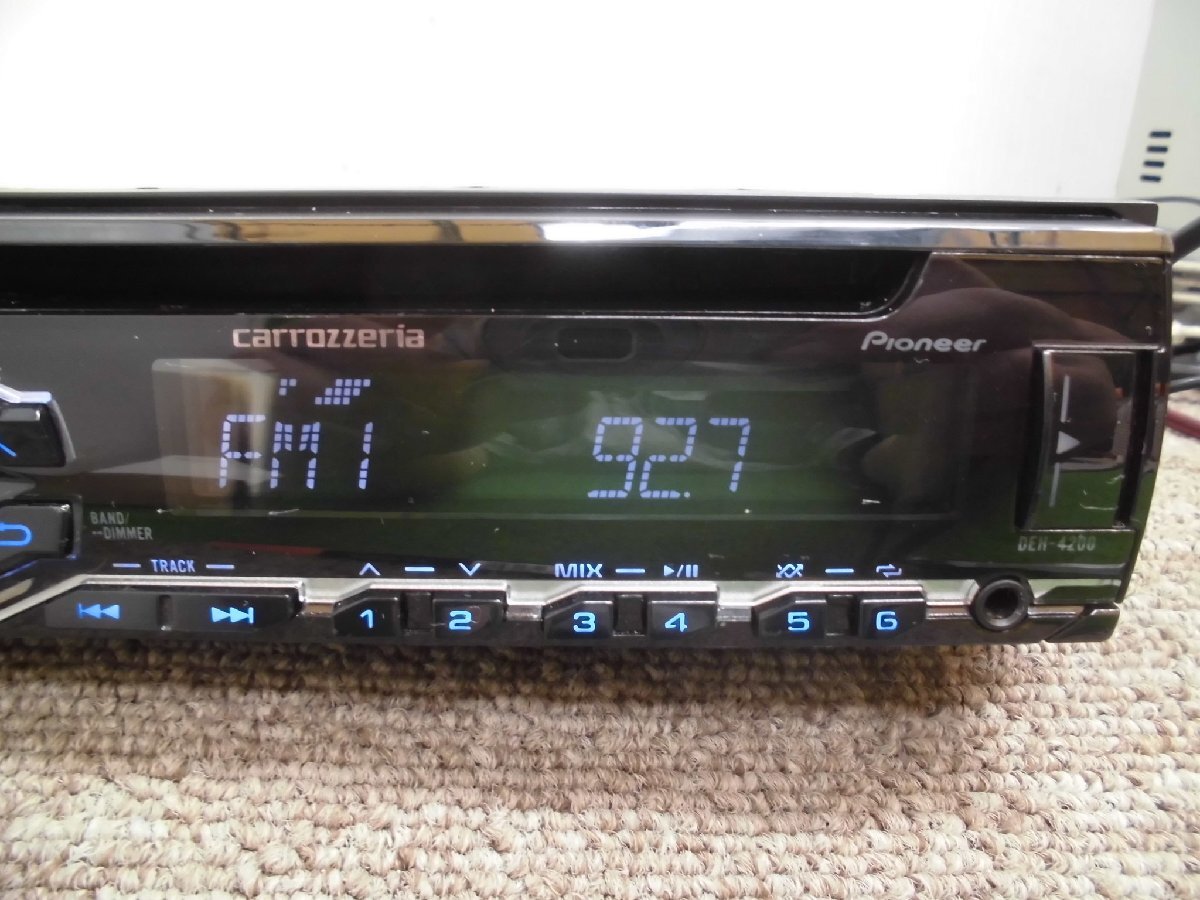 carrozzeria
Pioneer
FM1 92.7
BAND/
DIMMER
DEH-4200
TRACK
MIX
1 2 3 4 5 6